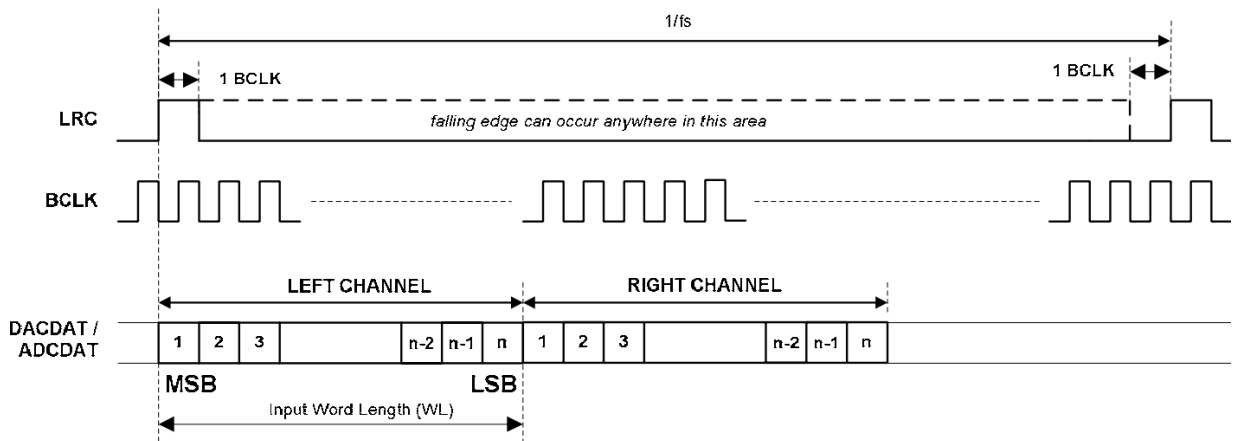 1/fs
1 BCLK
1 BCLK
LRC
falling edge can occur anywhere in this area
BCLK
LEFT CHANNEL
RIGHT CHANNEL
DACDAT /
ADCDAT
1 2 3 n-2 n-1 n 1 2 3 n-2 n-1 n
MSB LSB
Input Word Length (WL)